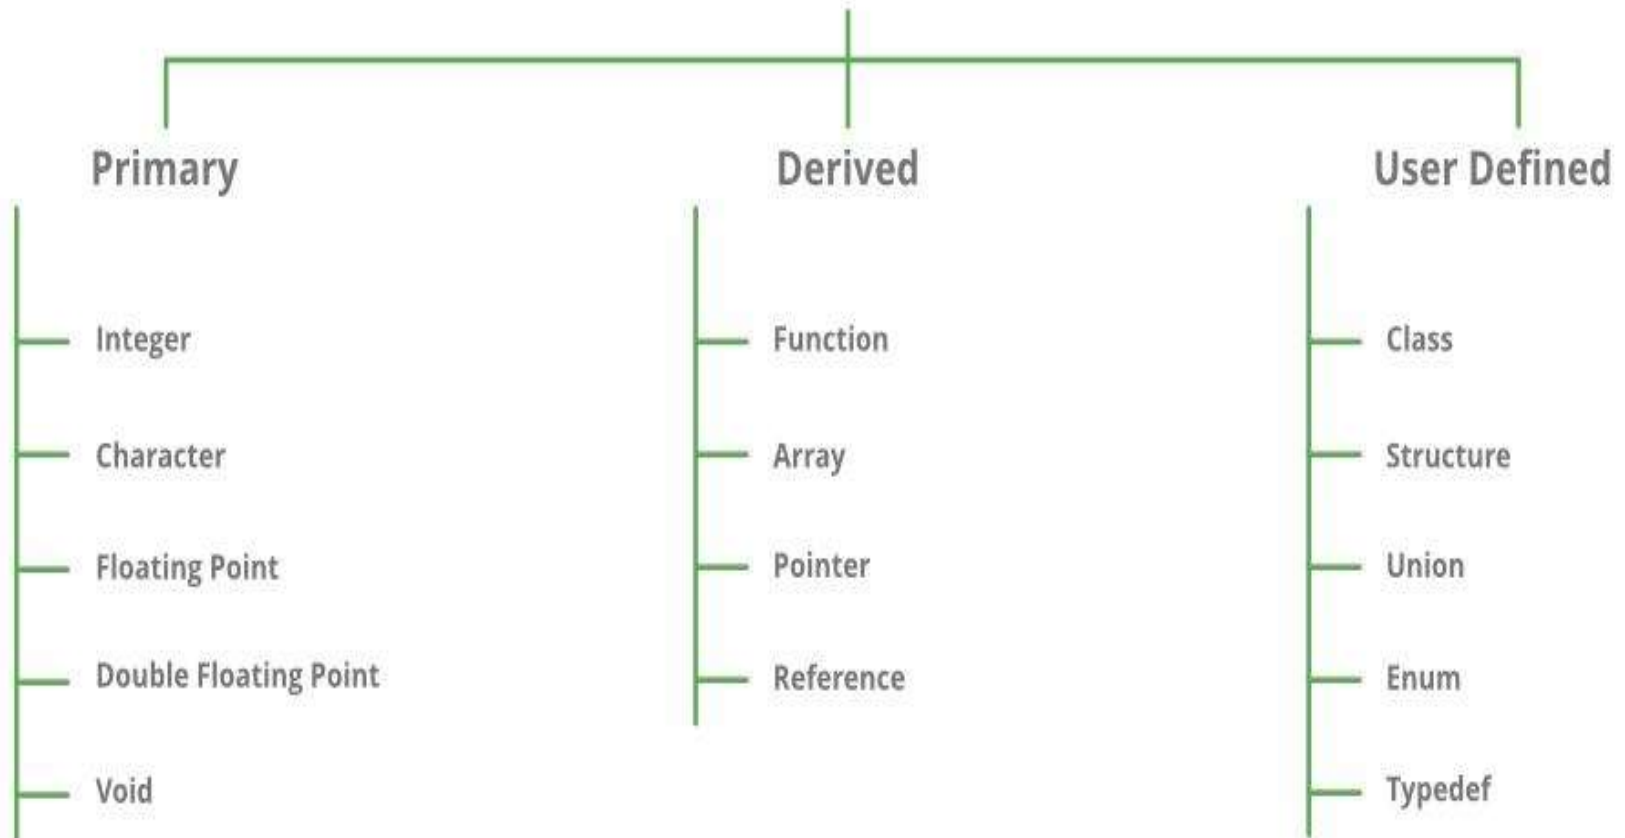 Primary
Integer
Character
Floating Point
Double Floating Point
Void
Derived
Function
Array
Pointer
Reference
User Defined
Class
Structure
Union
Enum
Typedef